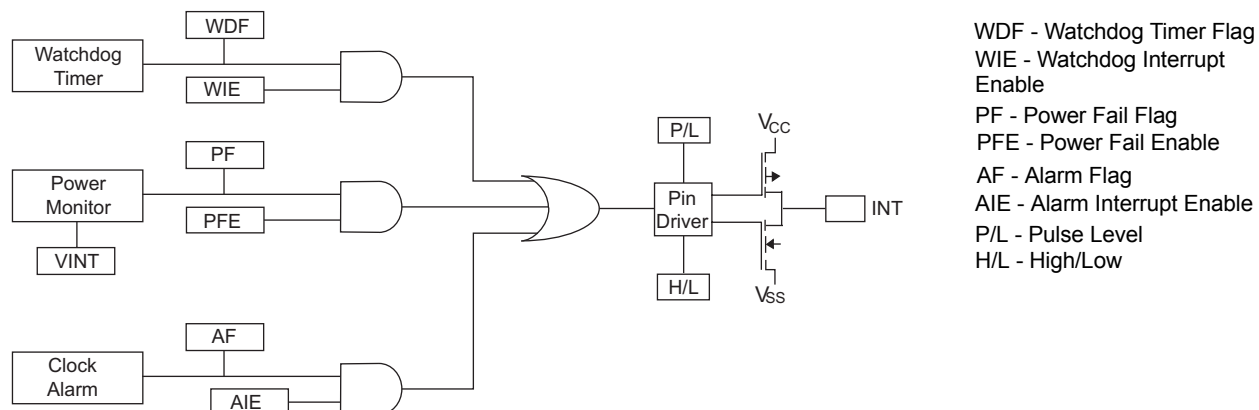 WDF
Watchdog
Timer
WIE
PF
Power
Monitor
PFE
VINT
AF
Clock
Alarm
AIE
P/L
Pin
Driver
H/L
VCC
VSS
INT
WDF - Watchdog Timer Flag
WIE - Watchdog Interrupt
Enable
PF - Power Fail Flag
PFE - Power Fail Enable
AF - Alarm Flag
AIE - Alarm Interrupt Enable
P/L - Pulse Level
H/L - High/Low